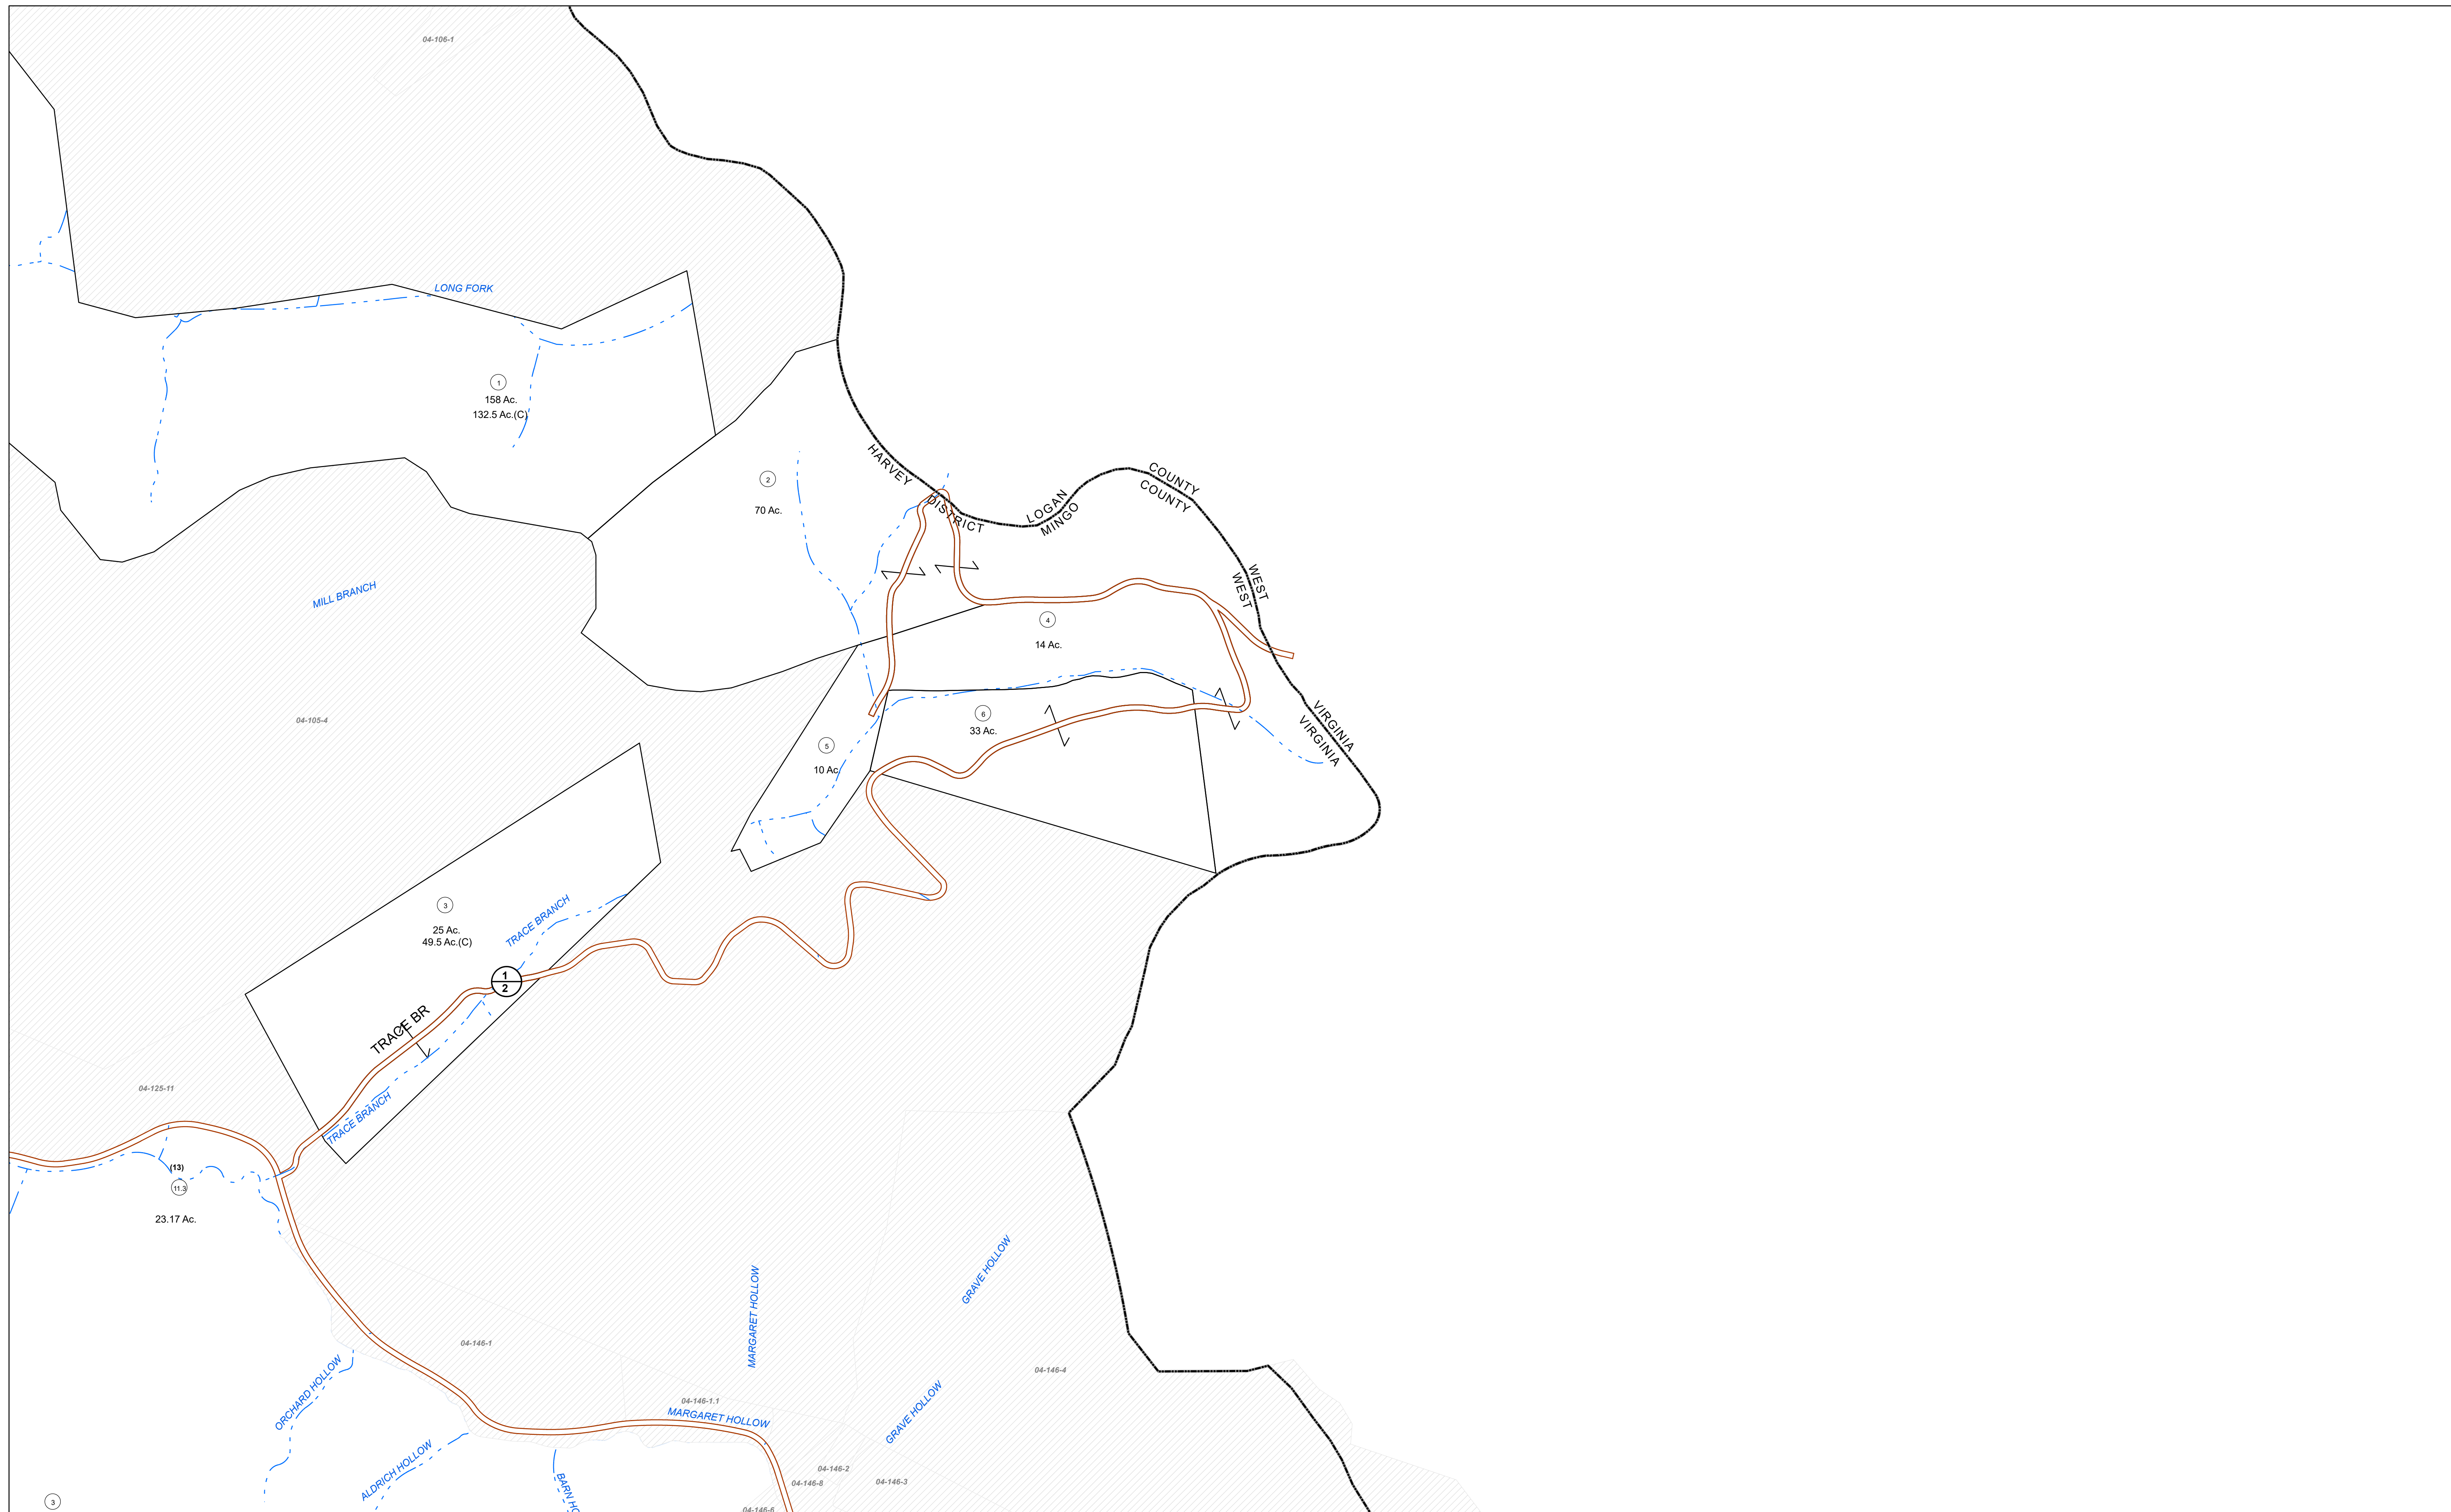 04-106-1
LONG FORK
1
158 Ac.
132.5 Ac.(C)
2
70 Ac.
HARVEY
DISTRICT
LOGAN
MINGO
COUNTY
COUNTY
WEST
WEST
VIRGINIA
VIRGINIA
MILL BRANCH
4
14 Ac.
04-105-4
6
33 Ac.
5
10 Ac.
3
25 Ac.
49.5 Ac.(C)
TRACE BRANCH
1
2
TRACE BR
TRACE BRANCH
04-125-11
(13)
11.3
23.17 Ac.
GRAVE HOLLOW
MARGARET HOLLOW
04-146-1
04-146-4
ORCHARD HOLLOW
04-146-1.1
MARGARET HOLLOW
GRAVE HOLLOW
ALDRICH HOLLOW
04-146-2
04-146-8
04-146-3
BARN HO
3
04-146-6